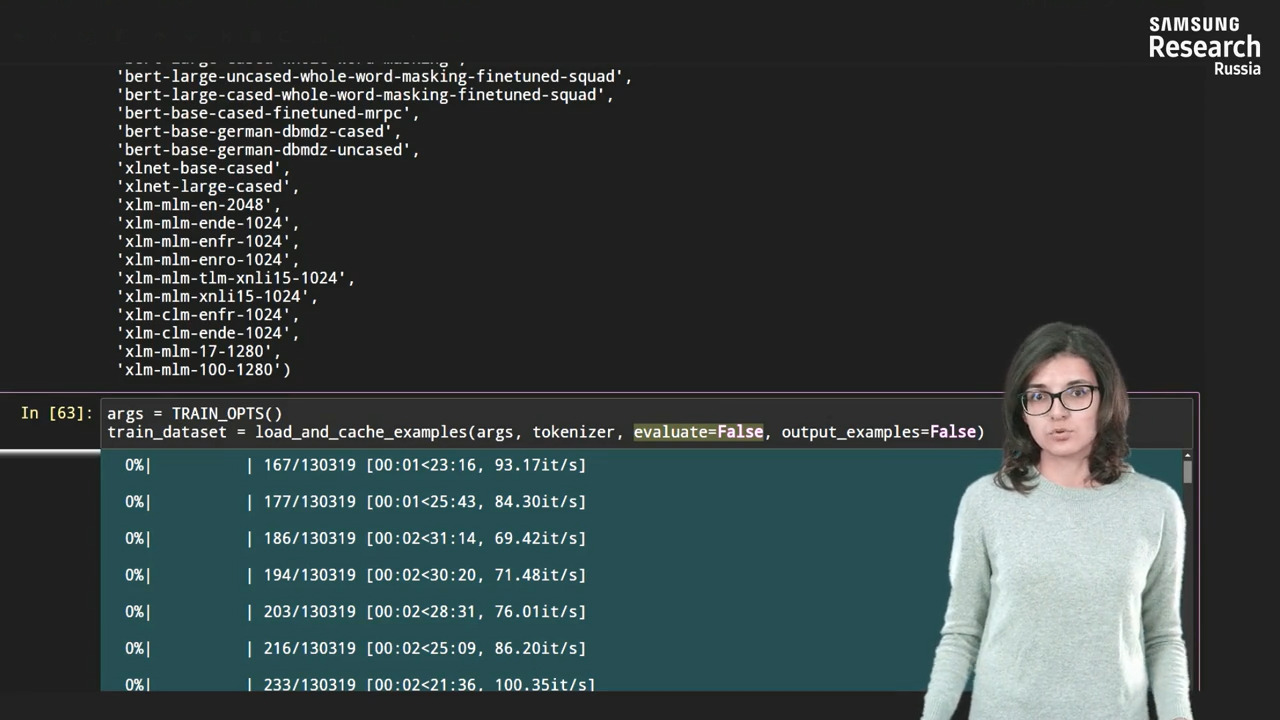 SAMSUNG
Research
Russia
'bert-large-cased-whole-word-masking',
'bert-large-uncased-whole-word-masking-finetuned-squad',
'bert-large-cased-whole-word-masking-finetuned-squad',
'bert-base-cased-finetuned-mrpc',
'bert-base-german-dbmdz-cased',
'bert-base-german-dbmdz-uncased',
'xlnet-base-cased',
'xlnet-large-cased',
'xlm-mlm-en-2048',
'xlm-mlm-ende-1024',
'xlm-mlm-enfr-1024',
'xlm-mlm-enro-1024',
'xlm-mlm-tlm-xnli15-1024',
'xlm-mlm-xnli15-1024',
'xlm-clm-enfr-1024',
'xlm-clm-ende-1024',
'xlm-mlm-17-1280',
'xlm-mlm-100-1280')
In [63]: args = TRAIN_OPTS()
train_dataset = load_and_cache_examples(args, tokenizer, evaluate=False, output_examples=False)
0%| | 167/130319 [00:01<23:16, 93.17it/s]
0%| | 177/130319 [00:01<25:43, 84.30it/s]
0%| | 186/130319 [00:02<31:14, 69.42it/s]
0%| | 194/130319 [00:02<30:20, 71.48it/s]
0%| | 203/130319 [00:02<28:31, 76.01it/s]
0%| | 216/130319 [00:02<25:09, 86.20it/s]
0%| | 233/130319 [00:02<21:36, 100.35it/s]